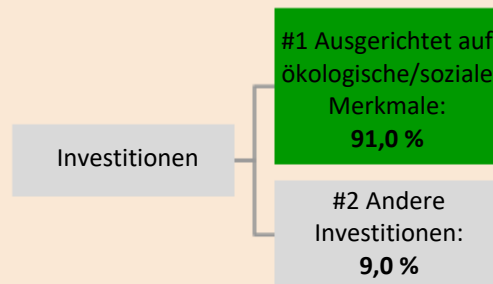 #1 Ausgerichtet auf
ökologische/soziale
Merkmale:
91,0 %
Investitionen
#2 Andere
Investitionen:
9,0 %